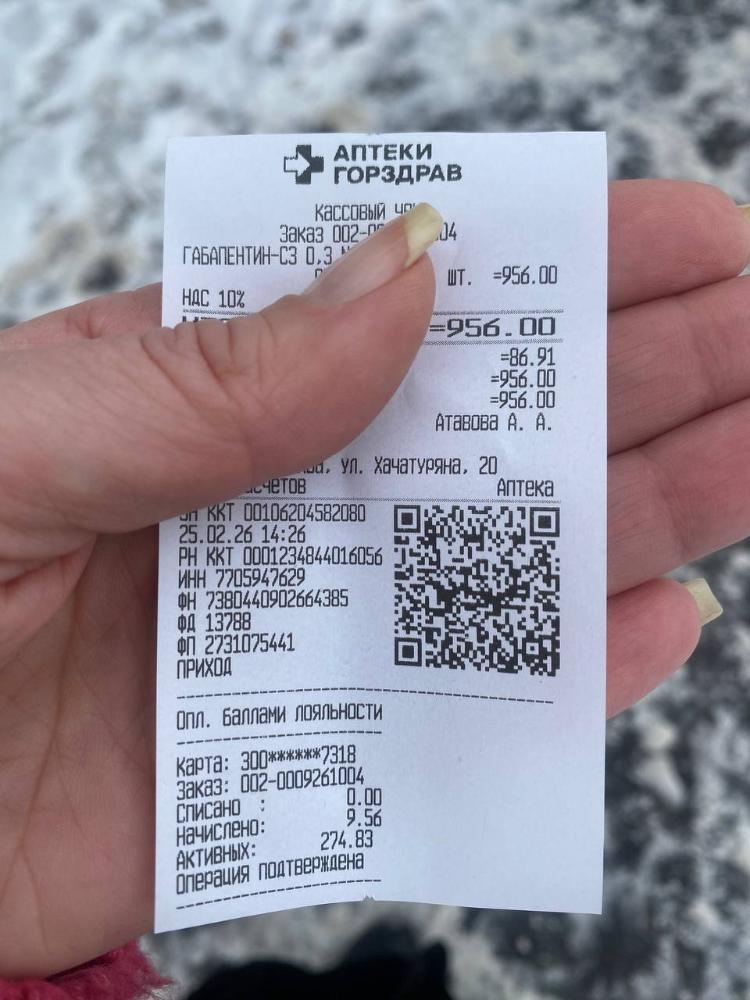 АПТЕКИ
ГОРЗДРАВ
Кассовый
Заказ
ГАБАПЕНТИН-СЗ 0,3
ШТ. =956.00
НДС 10%
=956.00
=86.91
=956.00
=956.00
Атавова А. А.
ул. Хачатуряна, 20
Аптека
ЗН ККТ 00106204582080
25.02.26 14:26
РН ККТ 0001234844016056
ИНН 7705947629
ФН 7380440902664385
ФД 13788
ФП 2731075441
ПРИХОД
Опл. баллами лояльности
Карта: 300******7318
Заказ: 002-0009261004
Списано : 0.00
Начислено: 9.56
Активных: 274.83
Операция подтверждена